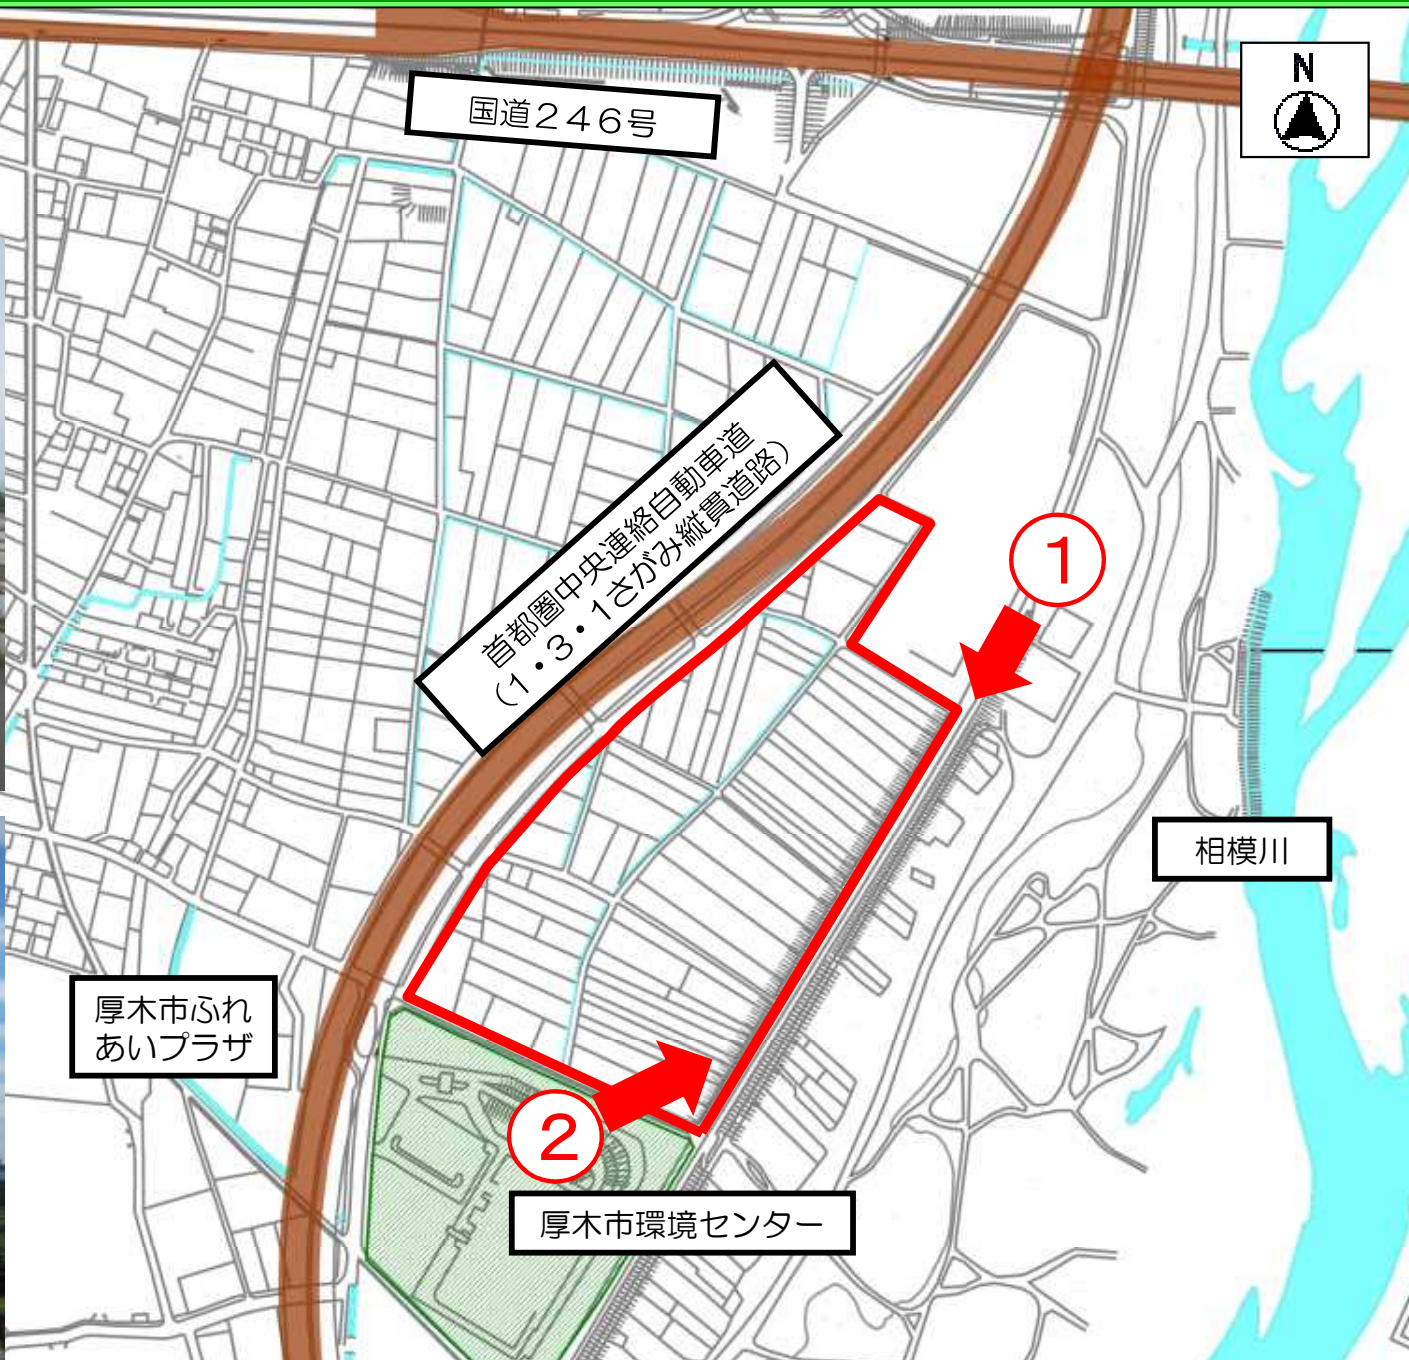 N
国道246号
首都圏中央連絡自動車道
（1・3・1さがみ縦貫道路）
①
相模川
厚木市ふれ
あいプラザ
②
厚木市環境センター